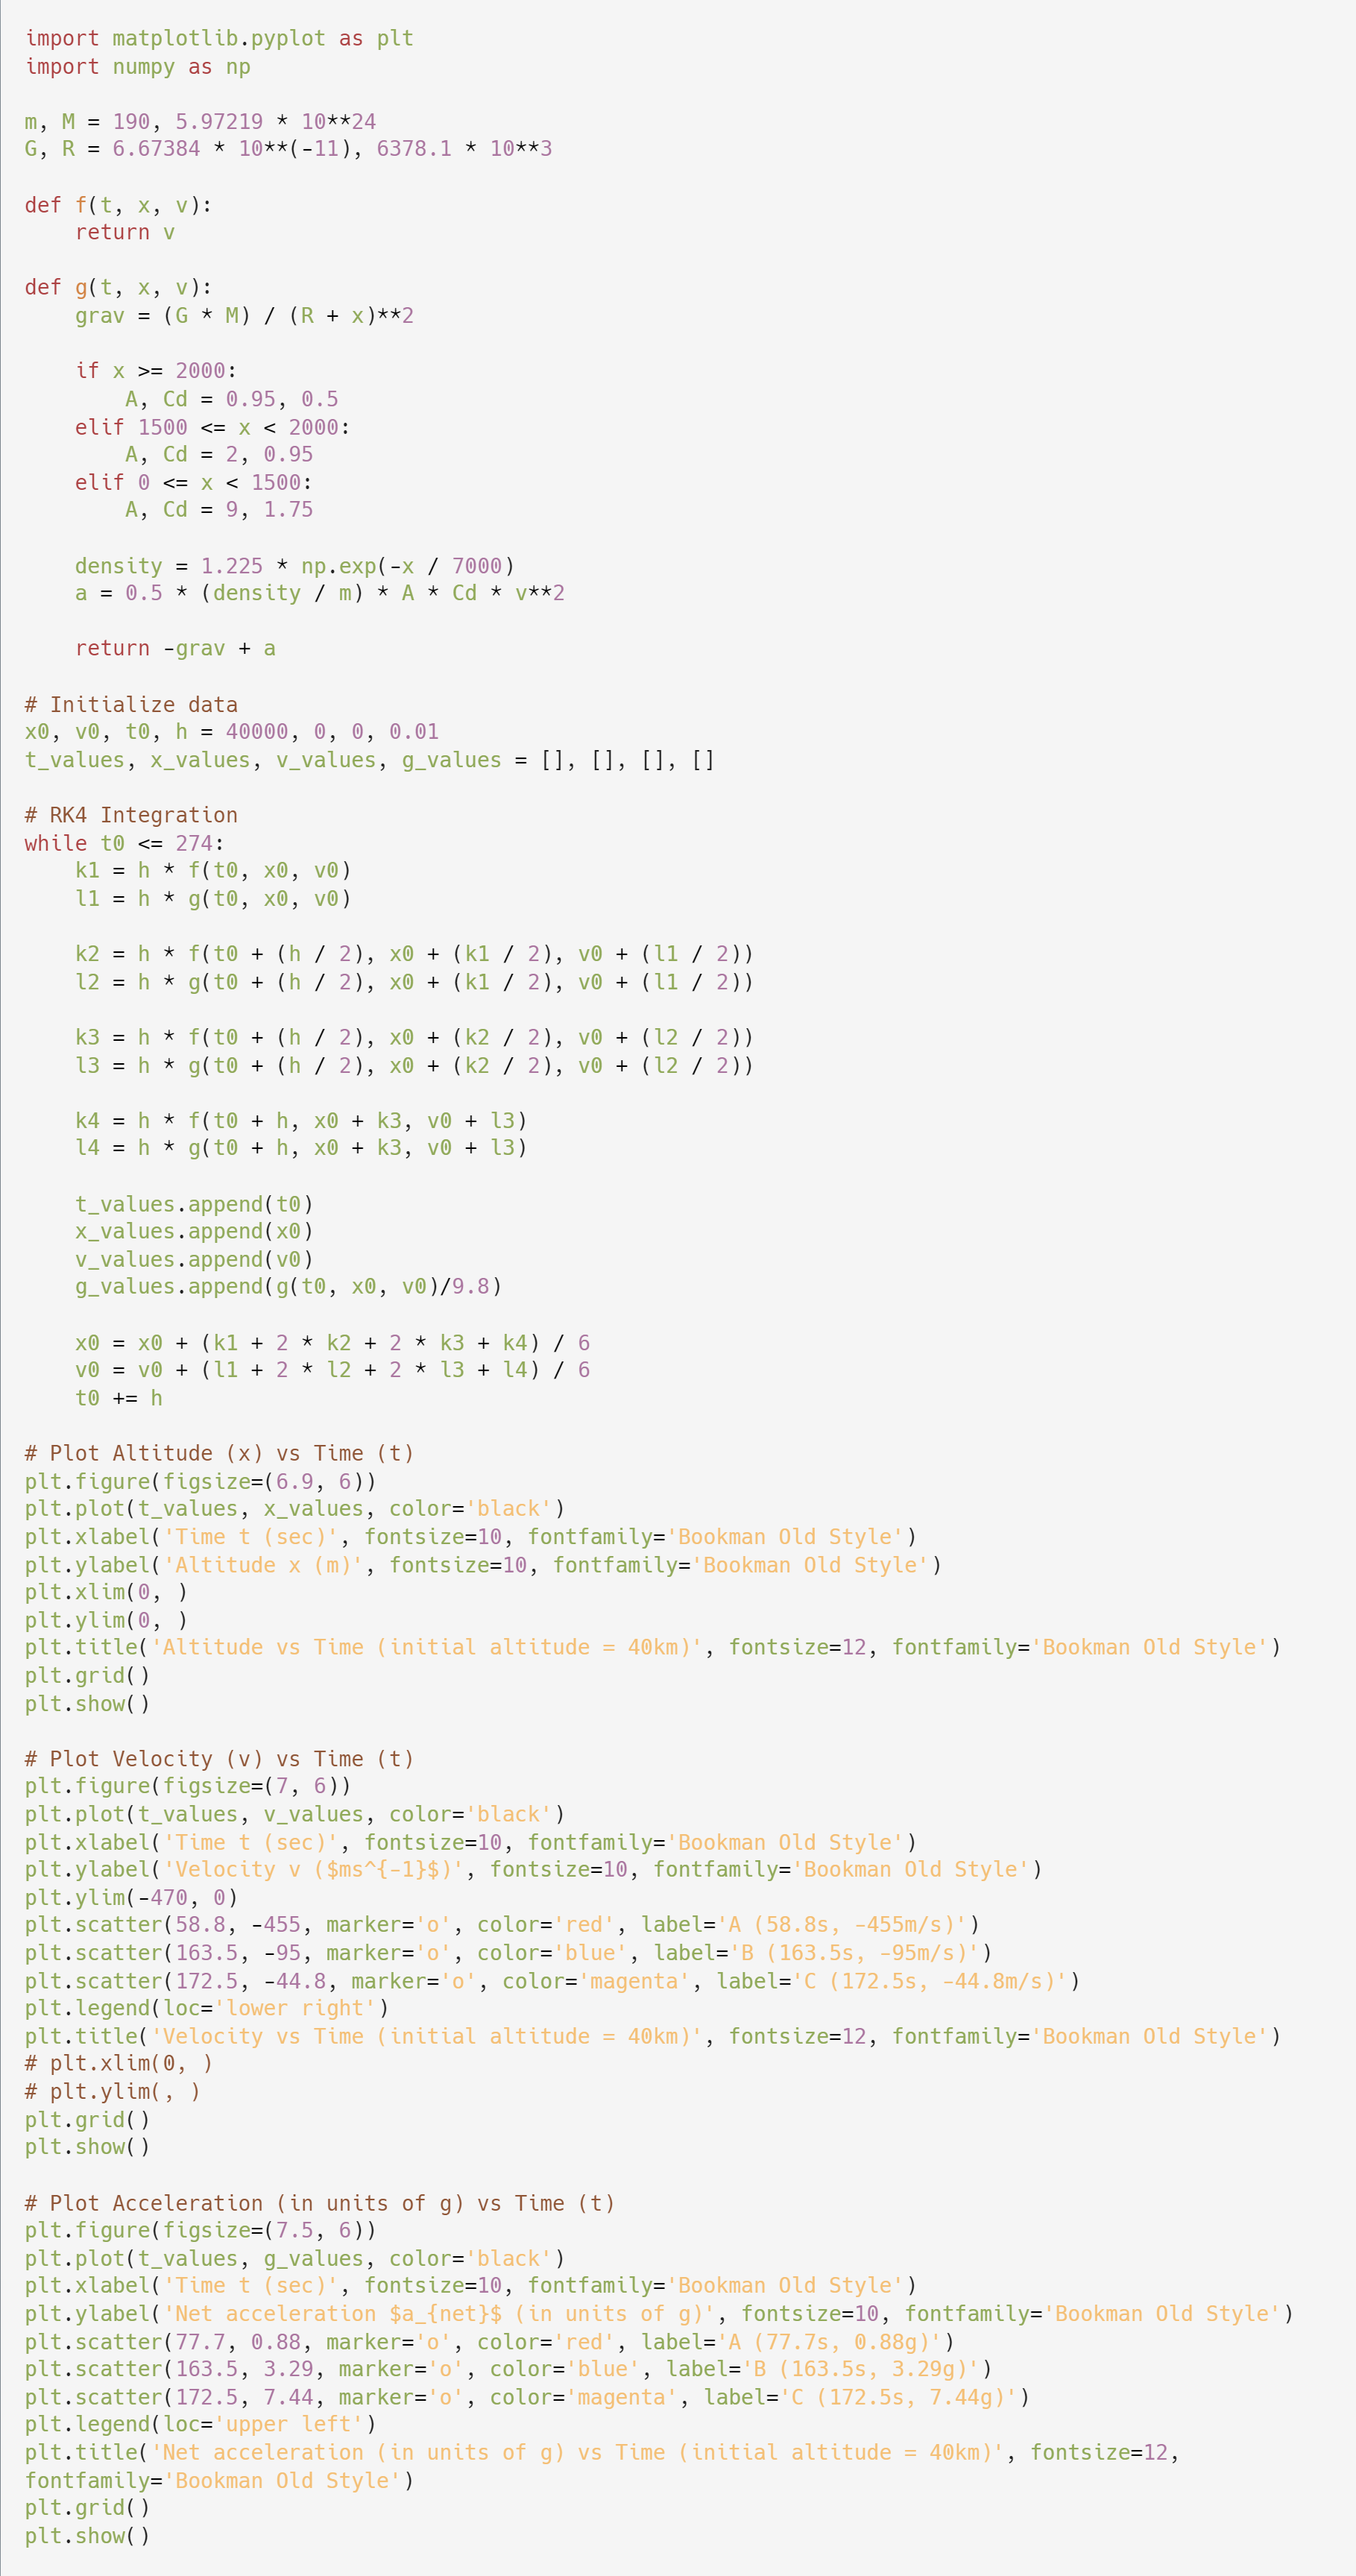 import matplotlib.pyplot as plt
import numpy as np

m, M = 190, 5.97219 * 10**24
G, R = 6.67384 * 10**(-11), 6378.1 * 10**3

def f(t, x, v):
    return v

def g(t, x, v):
    grav = (G * M) / (R + x)**2

    if x >= 2000:
        A, Cd = 0.95, 0.5
    elif 1500 <= x < 2000:
        A, Cd = 2, 0.95
    elif 0 <= x < 1500:
        A, Cd = 9, 1.75

    density = 1.225 * np.exp(-x / 7000)
    a = 0.5 * (density / m) * A * Cd * v**2

    return -grav + a

# Initialize data
x0, v0, t0, h = 40000, 0, 0, 0.01
t_values, x_values, v_values, g_values = [], [], [], []

# RK4 Integration
while t0 <= 274:
    k1 = h * f(t0, x0, v0)
    l1 = h * g(t0, x0, v0)

    k2 = h * f(t0 + (h / 2), x0 + (k1 / 2), v0 + (l1 / 2))
    l2 = h * g(t0 + (h / 2), x0 + (k1 / 2), v0 + (l1 / 2))

    k3 = h * f(t0 + (h / 2), x0 + (k2 / 2), v0 + (l2 / 2))
    l3 = h * g(t0 + (h / 2), x0 + (k2 / 2), v0 + (l2 / 2))

    k4 = h * f(t0 + h, x0 + k3, v0 + l3)
    l4 = h * g(t0 + h, x0 + k3, v0 + l3)

    t_values.append(t0)
    x_values.append(x0)
    v_values.append(v0)
    g_values.append(g(t0, x0, v0)/9.8)

    x0 = x0 + (k1 + 2 * k2 + 2 * k3 + k4) / 6
    v0 = v0 + (l1 + 2 * l2 + 2 * l3 + l4) / 6
    t0 += h

# Plot Altitude (x) vs Time (t)
plt.figure(figsize=(6.9, 6))
plt.plot(t_values, x_values, color='black')
plt.xlabel('Time t (sec)', fontsize=10, fontfamily='Bookman Old Style')
plt.ylabel('Altitude x (m)', fontsize=10, fontfamily='Bookman Old Style')
plt.xlim(0, )
plt.ylim(0, )
plt.title('Altitude vs Time (initial altitude = 40km)', fontsize=12, fontfamily='Bookman Old Style')
plt.grid()
plt.show()

# Plot Velocity (v) vs Time (t)
plt.figure(figsize=(7, 6))
plt.plot(t_values, v_values, color='black')
plt.xlabel('Time t (sec)', fontsize=10, fontfamily='Bookman Old Style')
plt.ylabel('Velocity v ($ms^{-1}$)', fontsize=10, fontfamily='Bookman Old Style')
plt.ylim(-470, 0)
plt.scatter(58.8, -455, marker='o', color='red', label='A (58.8s, -455m/s)')
plt.scatter(163.5, -95, marker='o', color='blue', label='B (163.5s, -95m/s)')
plt.scatter(172.5, -44.8, marker='o', color='magenta', label='C (172.5s, -44.8m/s)')
plt.legend(loc='lower right')
plt.title('Velocity vs Time (initial altitude = 40km)', fontsize=12, fontfamily='Bookman Old Style')
# plt.xlim(0, )
# plt.ylim(, )
plt.grid()
plt.show()

# Plot Acceleration (in units of g) vs Time (t)
plt.figure(figsize=(7.5, 6))
plt.plot(t_values, g_values, color='black')
plt.xlabel('Time t (sec)', fontsize=10, fontfamily='Bookman Old Style')
plt.ylabel('Net acceleration $a_{net}$ (in units of g)', fontsize=10, fontfamily='Bookman Old Style')
plt.scatter(77.7, 0.88, marker='o', color='red', label='A (77.7s, 0.88g)')
plt.scatter(163.5, 3.29, marker='o', color='blue', label='B (163.5s, 3.29g)')
plt.scatter(172.5, 7.44, marker='o', color='magenta', label='C (172.5s, 7.44g)')
plt.legend(loc='upper left')
plt.title('Net acceleration (in units of g) vs Time (initial altitude = 40km)', fontsize=12,
fontfamily='Bookman Old Style')
plt.grid()
plt.show()